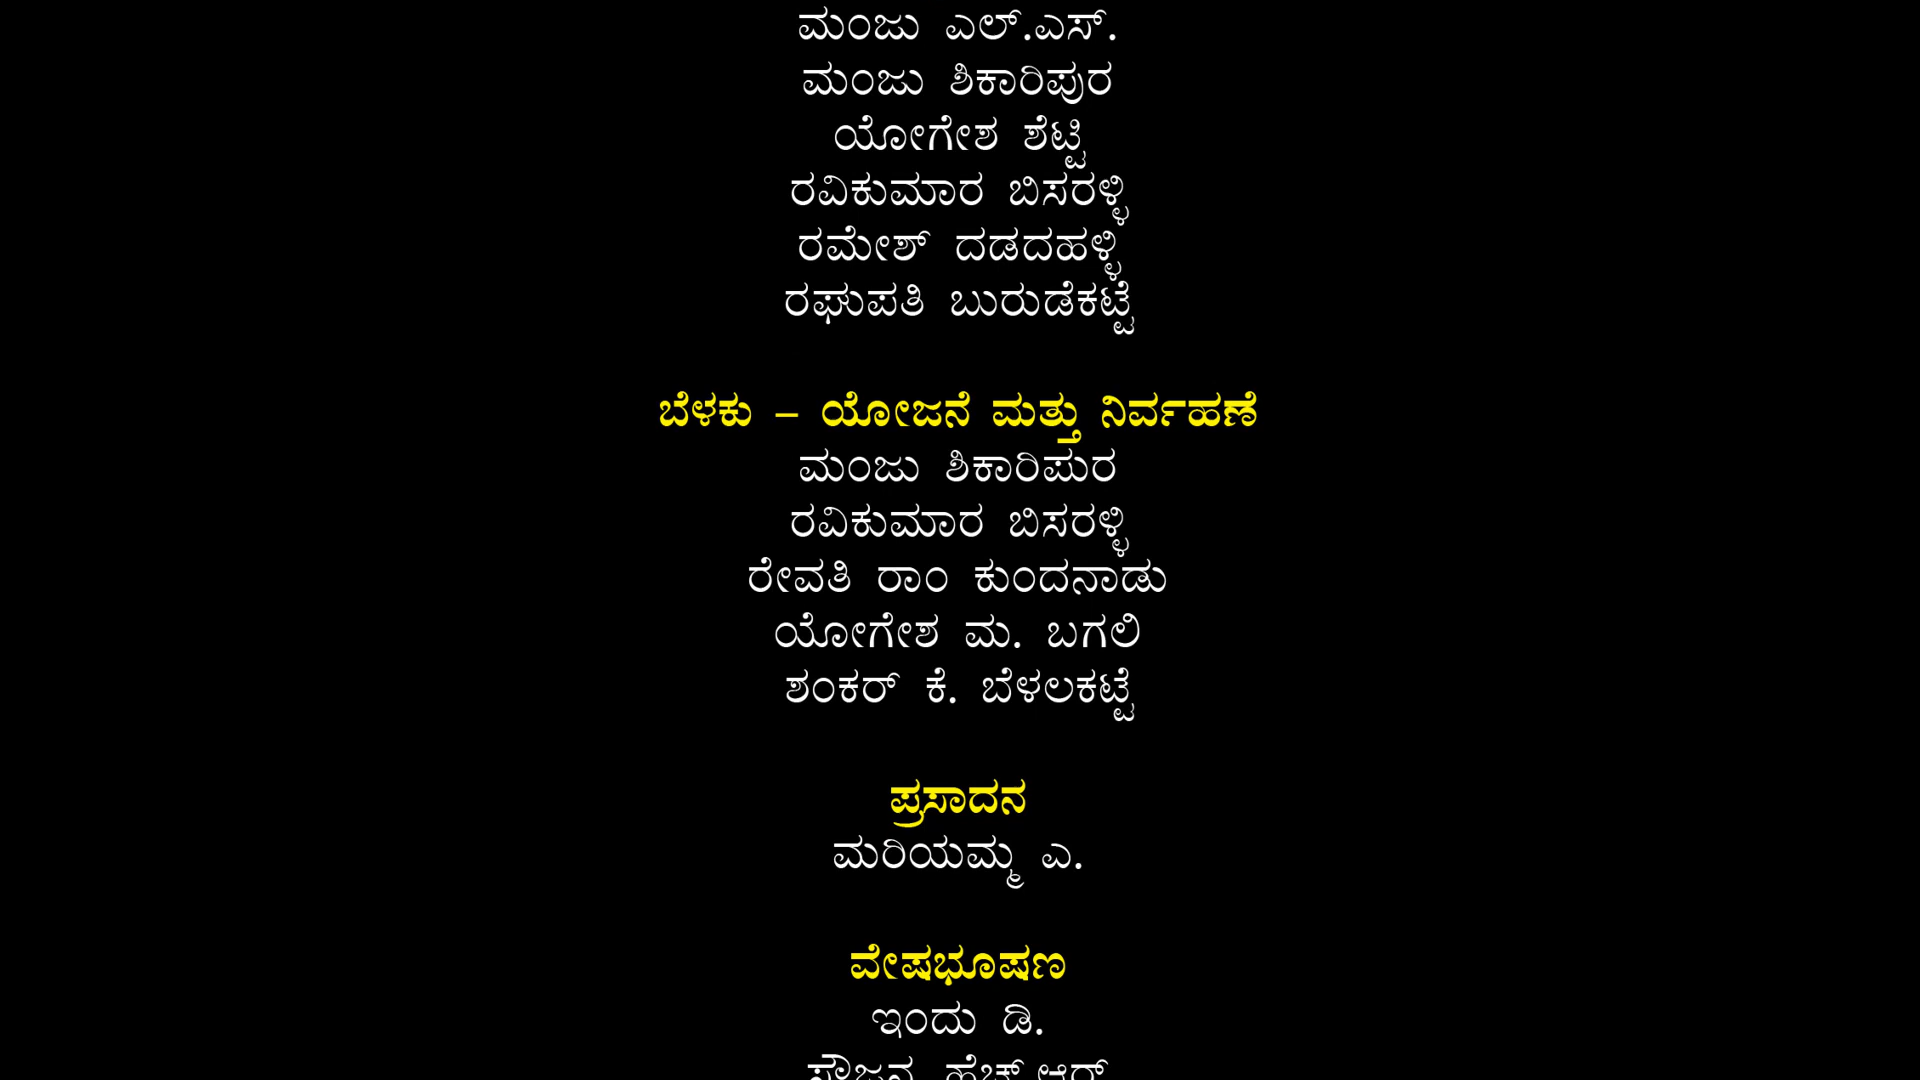 ಮಂಜು ಎಲ್.ಎಸ್.
ಮಂಜು ಶಿಕಾರಿಪುರ
ಯೋಗೇಶ ಶೆಟ್ಟಿ
ರವಿಕುಮಾರ ಬಿಸರಳ್ಳಿ
ರಮೇಶ್ ದಡದಹಳ್ಳಿ
ರಘುಪತಿ ಬುರುಡೆಕಟ್ಟೆ
ಬೆಳಕು – ಯೋಜನೆ ಮತ್ತು ನಿರ್ವಹಣೆ
ಮಂಜು ಶಿಕಾರಿಪುರ
ರವಿಕುಮಾರ ಬಿಸರಳ್ಳಿ
ರೇವತಿ ರಾಂ ಕುಂದನಾಡು
ಯೋಗೇಶ ಮ. ಬಗಲಿ
ಶಂಕರ್ ಕೆ. ಬೆಳಲಕಟ್ಟೆ
ಪ್ರಸಾದನ
ಮರಿಯಮ್ಮ ಎ.
ವೇಷಭೂಷಣ
ಇಂದು ಡಿ.